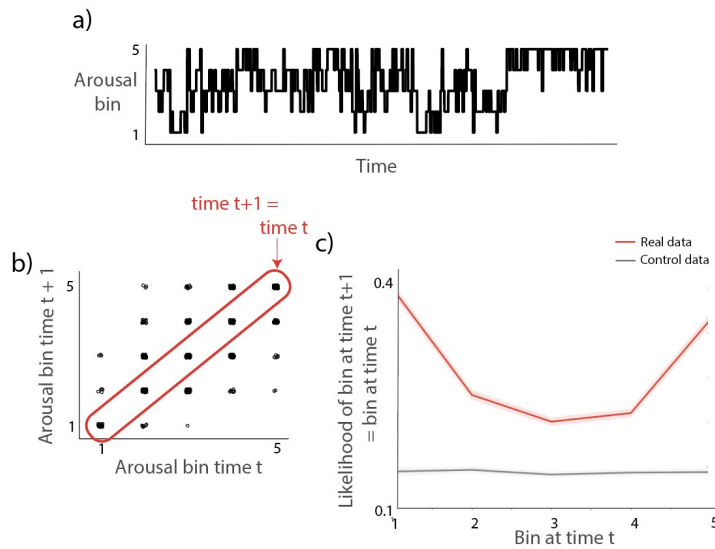 a)
5
Arousal
bin
1
Time
time t+1 =
time t
b)
Arousal bin time t + 1
5
1
1
5
Arousal bin time t
c)
Real data
Control data
Likelihood of bin at time t+1
= bin at time t
0.4
0.1
1
2
3
4
5
Bin at time t